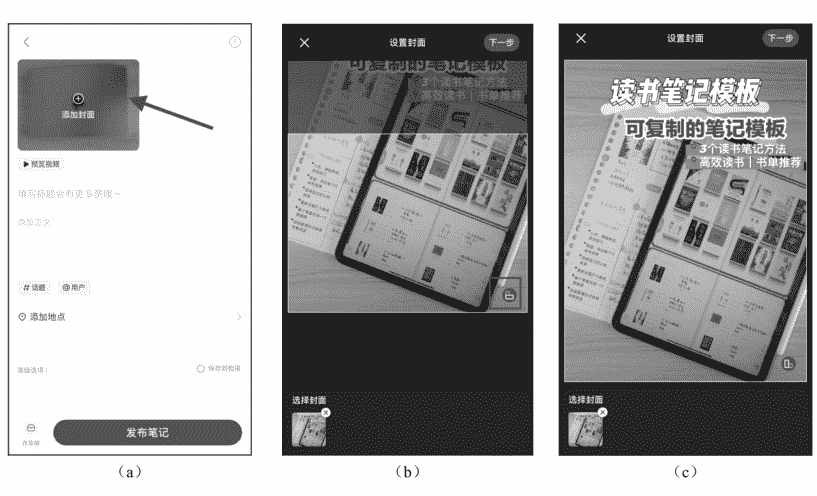 添加封面
▶预览视频
填写标题会有更多赞哦～
添加正文
#话题 @用户
添加地点
高级选项：
保存到相册
存草稿
发布笔记
(a)
设置封面
下一步
可复制的笔记模板
3个读书笔记方法
高效读书｜书单推荐
选择封面
(b)
设置封面
下一步
读书笔记模板
可复制的笔记模板
3个读书笔记方法
高效读书｜书单推荐
选择封面
(c)